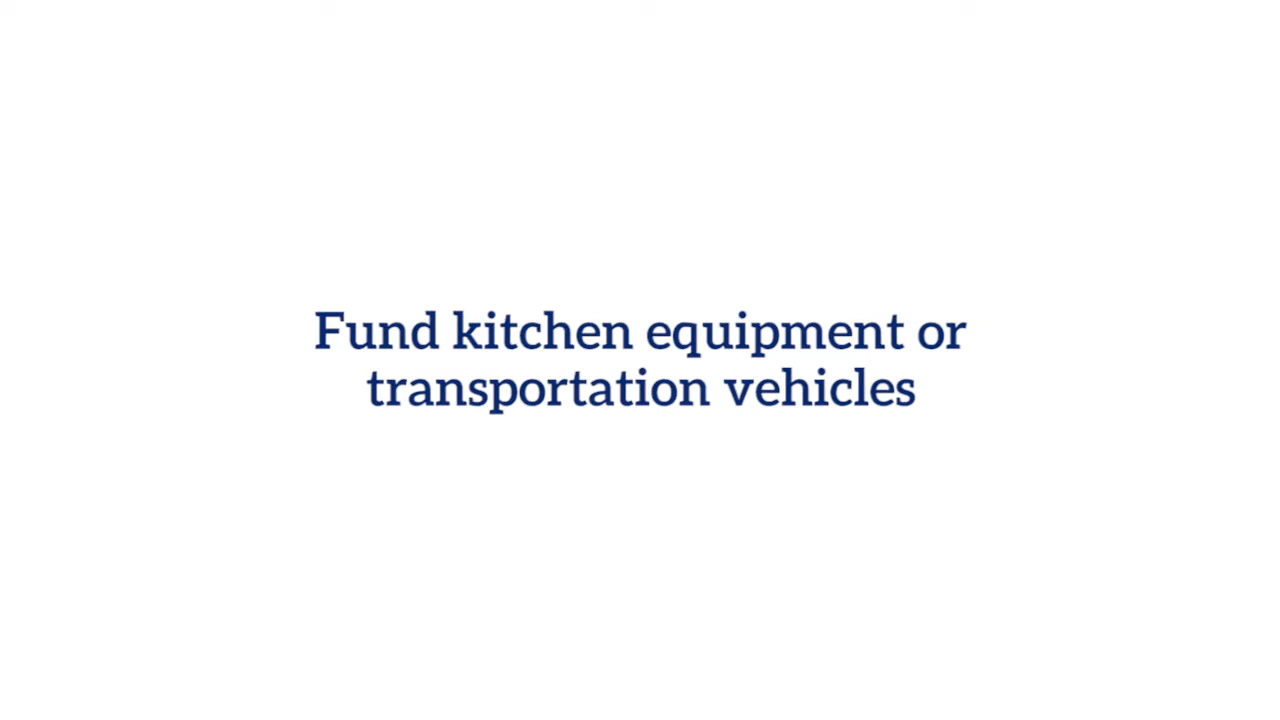 Fund kitchen equipment or
transportation vehicles